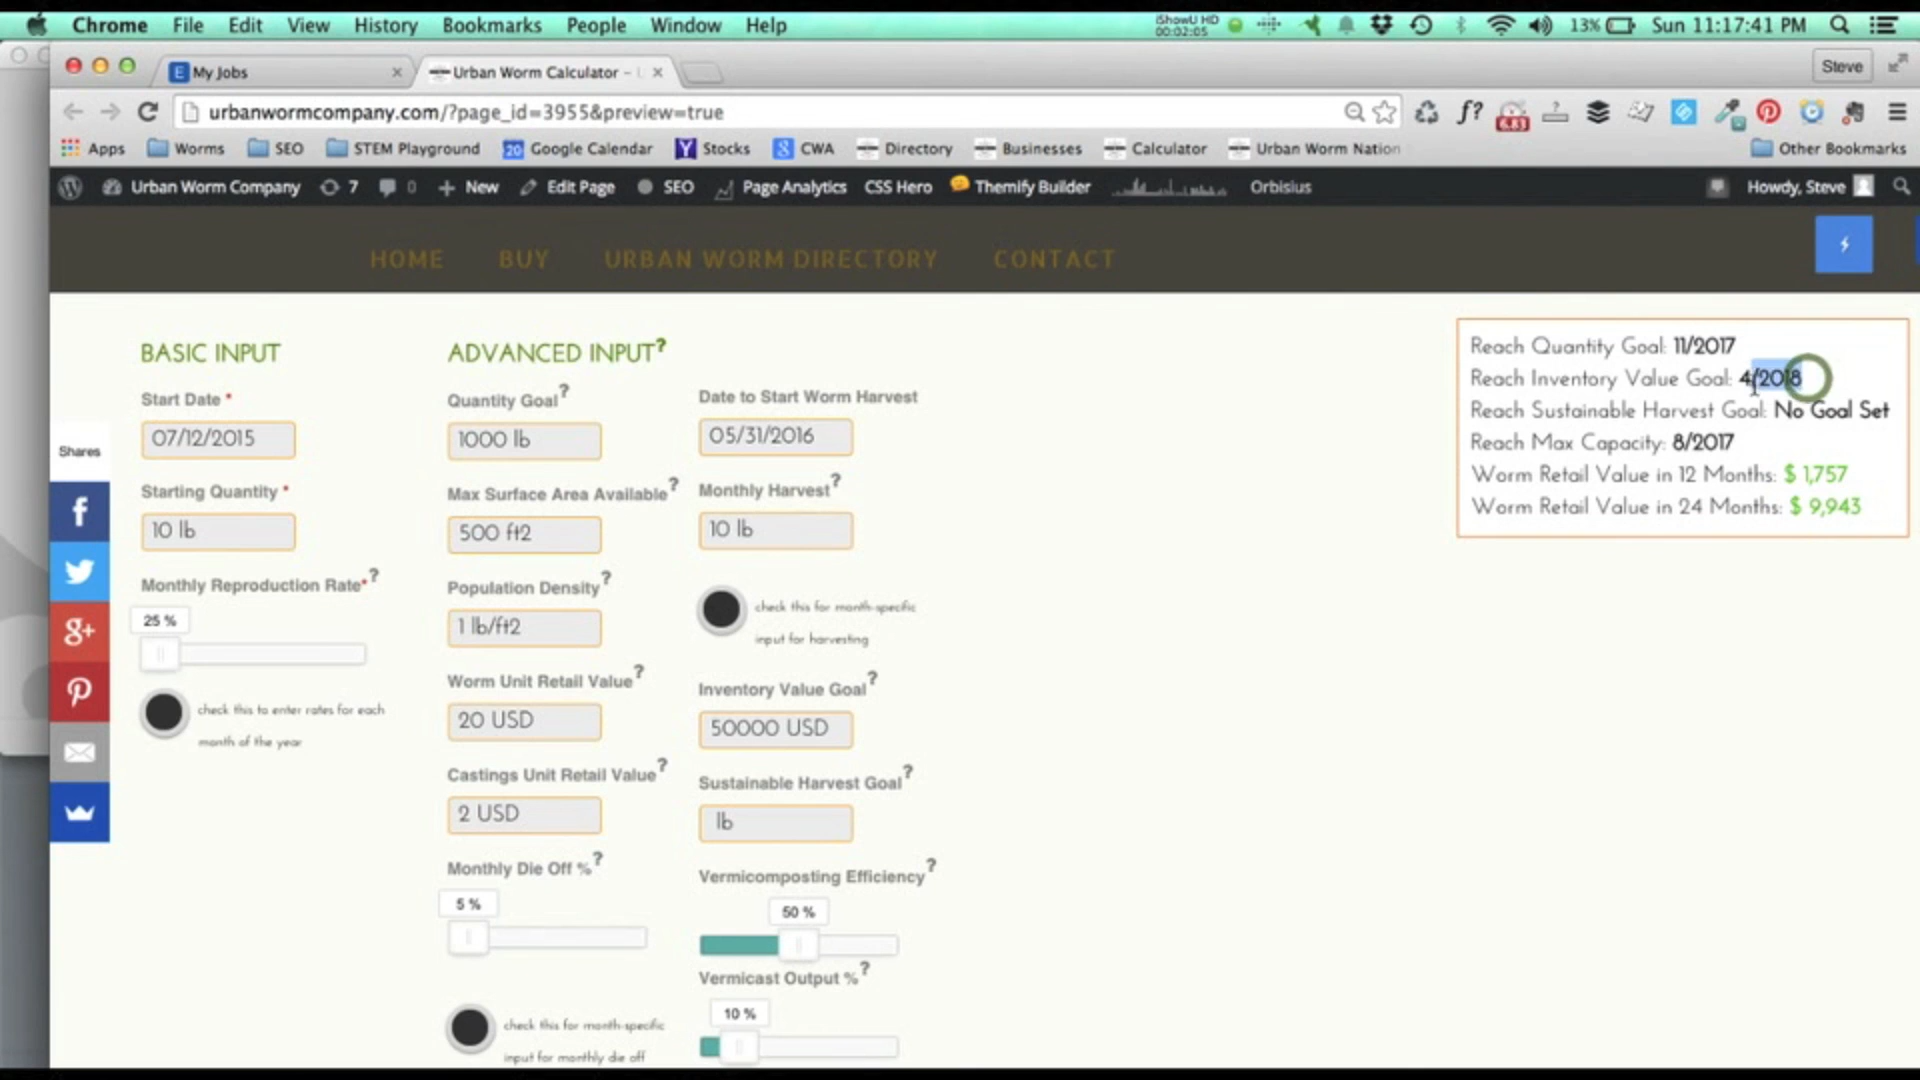 Chrome File Edit View History Bookmarks People Window Help iShowU HD 00:02:05 13% Sun 11:17:41 PM
My Jobs Urban Worm Calculator – Steve
urbanwormcompany.com/?page_id=3955&preview=true f? 6.83
Apps Worms SEO STEM Playground 20 Google Calendar Y Stocks 8 CWA Directory Businesses Calculator Urban Worm Nation Other Bookmarks
Urban Worm Company 7 0 + New Edit Page SEO Page Analytics CSS Hero Themify Builder Orbisius Howdy, Steve
HOME BUY URBAN WORM DIRECTORY CONTACT
Shares
BASIC INPUT
Start Date *
07/12/2015
Starting Quantity *
10 lb
Monthly Reproduction Rate* ?
25 %
check this to enter rates for each
month of the year
ADVANCED INPUT?
Quantity Goal ?
1000 lb
Max Surface Area Available ?
500 ft2
Population Density ?
1 lb/ft2
Worm Unit Retail Value ?
20 USD
Castings Unit Retail Value ?
2 USD
Monthly Die Off % ?
5 %
check this for month-specific
input for monthly die off
Date to Start Worm Harvest
05/31/2016
Monthly Harvest ?
10 lb
check this for month-specific
input for harvesting
Inventory Value Goal ?
50000 USD
Sustainable Harvest Goal ?
lb
Vermicomposting Efficiency ?
50 %
Vermicast Output % ?
10 %
Reach Quantity Goal: 11/2017
Reach Inventory Value Goal: 4/2018
Reach Sustainable Harvest Goal: No Goal Set
Reach Max Capacity: 8/2017
Worm Retail Value in 12 Months: $ 1,757
Worm Retail Value in 24 Months: $ 9,943